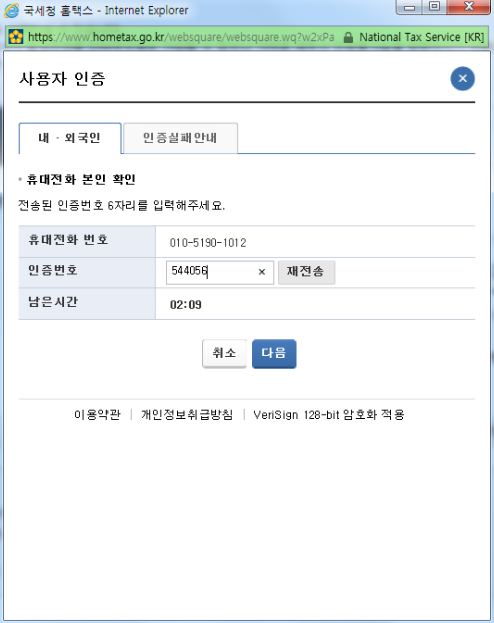 국세청 홈택스 - Internet Explorer
https://www.hometax.go.kr/websquare/websquare.wq?w2xPa National Tax Service [KR]
사용자 인증
내 · 외국인 인증실패안내
휴대전화 본인 확인
전송된 인증번호 6자리를 입력해주세요.
휴대전화 번호 010-5190-1012
인증번호 544056 × 재전송
남은시간 02:09
취소 다음
이용약관 | 개인정보취급방침 | VeriSign 128-bit 암호화 적용